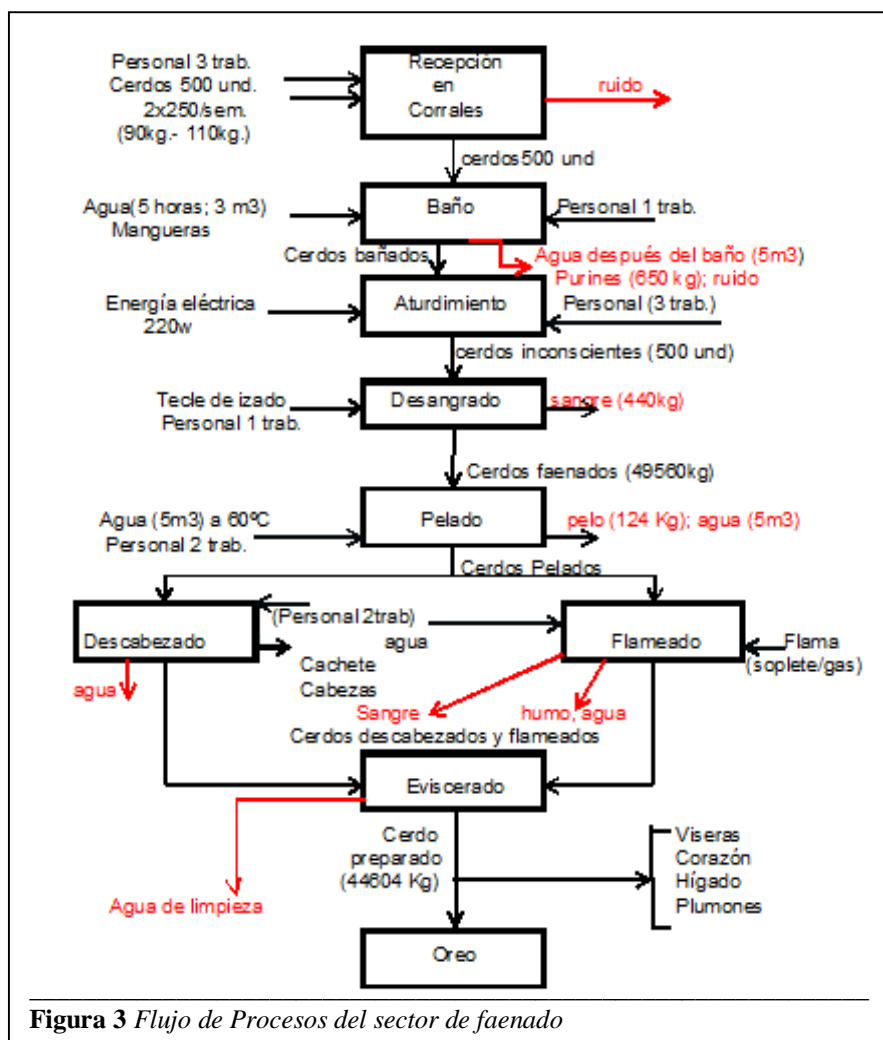 Personal 3 trab.
Cerdos 500 und.
2x250/sem.
(90kg.- 110kg.)
Recepción
en
Corrales
ruido
cerdos500 und
Agua(5 horas; 3 m3)
Mangueras
Baño
Personal 1 trab.
Cerdos bañados
Agua después del baño (5m3)
Purines (650 kg); ruido
Energía eléctrica
220w
Aturdimiento
Personal (3 trab.)
cerdos inconscientes (500 und)
Tecle de izado
Personal 1 trab.
Desangrado
sangre (440kg)
Cerdos faenados (49560kg)
Agua (5m3) a 60ºC
Personal 2 trab.
Pelado
pelo (124 Kg); agua (5m3)
Cerdos Pelados
Descabezado
(Personal 2trab)
agua
Flameado
Flama
(soplete/gas)
Cachete
Cabezas
agua
Sangre
humo, agua
Cerdos descabezados y flameados
Eviscerado
Cerdo
preparado
(44604 Kg)
Viseras
Corazón
Hígado
Plumones
Agua de limpieza
Oreo
Figura 3 Flujo de Procesos del sector de faenado